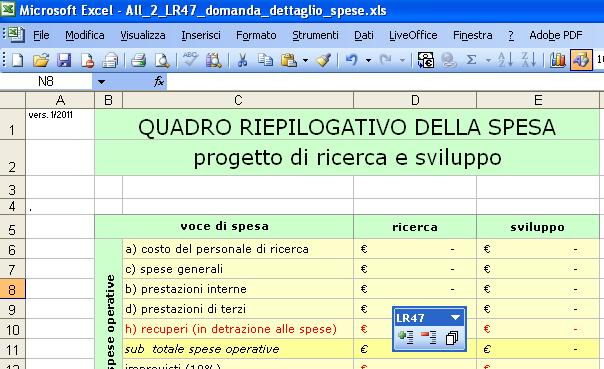 Microsoft Excel - All_2_LR47_domanda_dettaglio_spese.xls
File Modifica Visualizza Inserisci Formato Strumenti Dati LiveOffice Finestra ? Adobe PDF
N8 fx
A B C D E
1 vers. 1/2011 QUADRO RIEPILOGATIVO DELLA SPESA
2 progetto di ricerca e sviluppo
3
4 .
5 voce di spesa ricerca sviluppo
6 a) costo del personale di ricerca € - € -
7 c) spese generali € - € -
8 b) prestazioni interne € - € -
9 d) prestazioni di terzi € € -
LR47
10 h) recuperi (in detrazione alle spese) € € -
11 sub totale spese operative € € -
imprevisti (10%) € - € -
spese operative